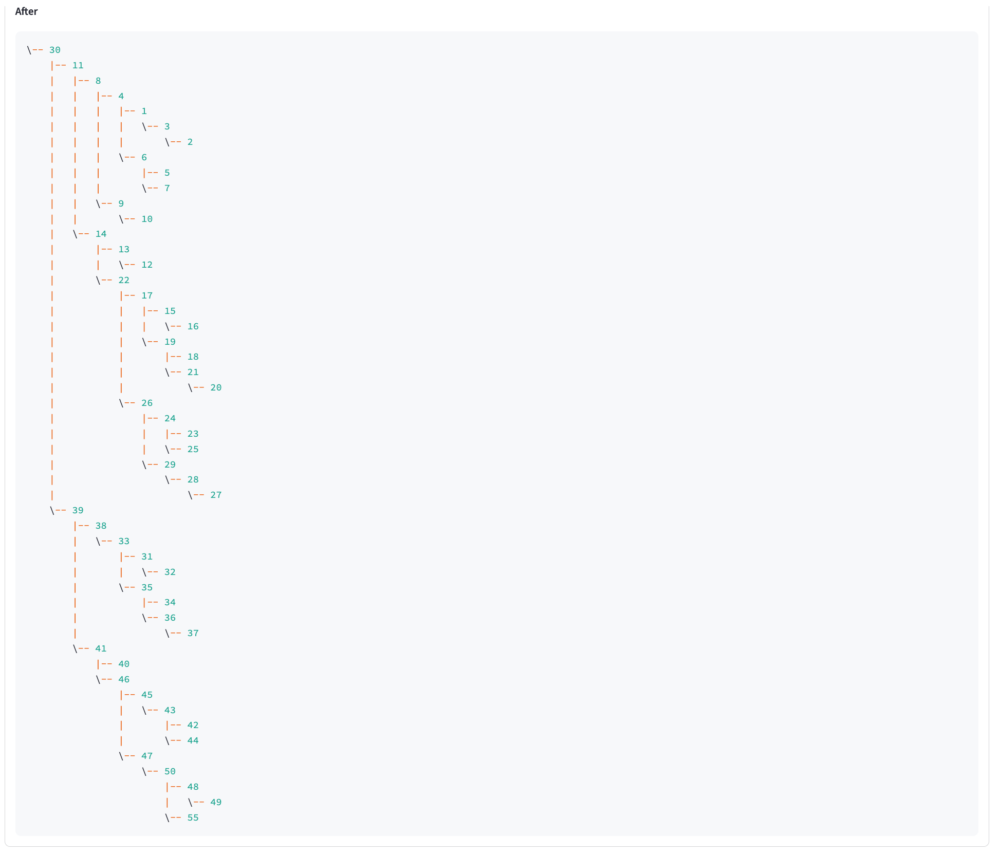 After
\-- 30
    |-- 11
    |   |-- 8
    |   |   |-- 4
    |   |   |   |-- 1
    |   |   |   |   \-- 3
    |   |   |   |       \-- 2
    |   |   |   \-- 6
    |   |   |       |-- 5
    |   |   |       \-- 7
    |   |   \-- 9
    |   |       \-- 10
    |   \-- 14
    |       |-- 13
    |       |   \-- 12
    |       \-- 22
    |           |-- 17
    |           |   |-- 15
    |           |   |   \-- 16
    |           |   \-- 19
    |           |       |-- 18
    |           |       \-- 21
    |           |           \-- 20
    |           \-- 26
    |               |-- 24
    |               |   |-- 23
    |               |   \-- 25
    |               \-- 29
    |                   \-- 28
    |                       \-- 27
    \-- 39
        |-- 38
        |   \-- 33
        |       |-- 31
        |       |   \-- 32
        |       \-- 35
        |           |-- 34
        |           \-- 36
        |               \-- 37
        \-- 41
            |-- 40
            \-- 46
                |-- 45
                |   \-- 43
                |       |-- 42
                |       \-- 44
                \-- 47
                    \-- 50
                        |-- 48
                        |   \-- 49
                        \-- 55